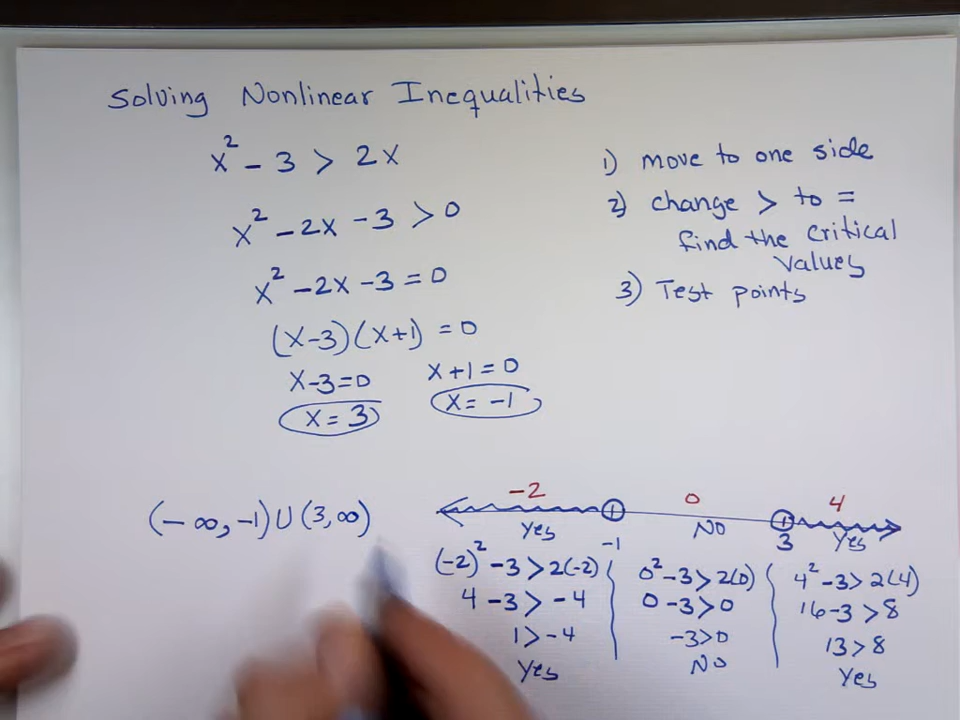 Solving Nonlinear Inequalities
x² - 3 > 2x
x² - 2x - 3 > 0
x² - 2x - 3 = 0
(x-3)(x+1) = 0
x-3=0 x+1=0
x=3 x=-1
1) move to one side
2) change > to =
find the critical
values
3) Test points
(-∞, -1) ∪ (3, ∞)
-2 0 4
Yes No Yes
-1 3
(-2)² - 3 > 2(-2)
4 - 3 > -4
1 > -4
Yes
0² - 3 > 2(0)
0 - 3 > 0
-3 > 0
No
4² - 3 > 2(4)
16 - 3 > 8
13 > 8
Yes